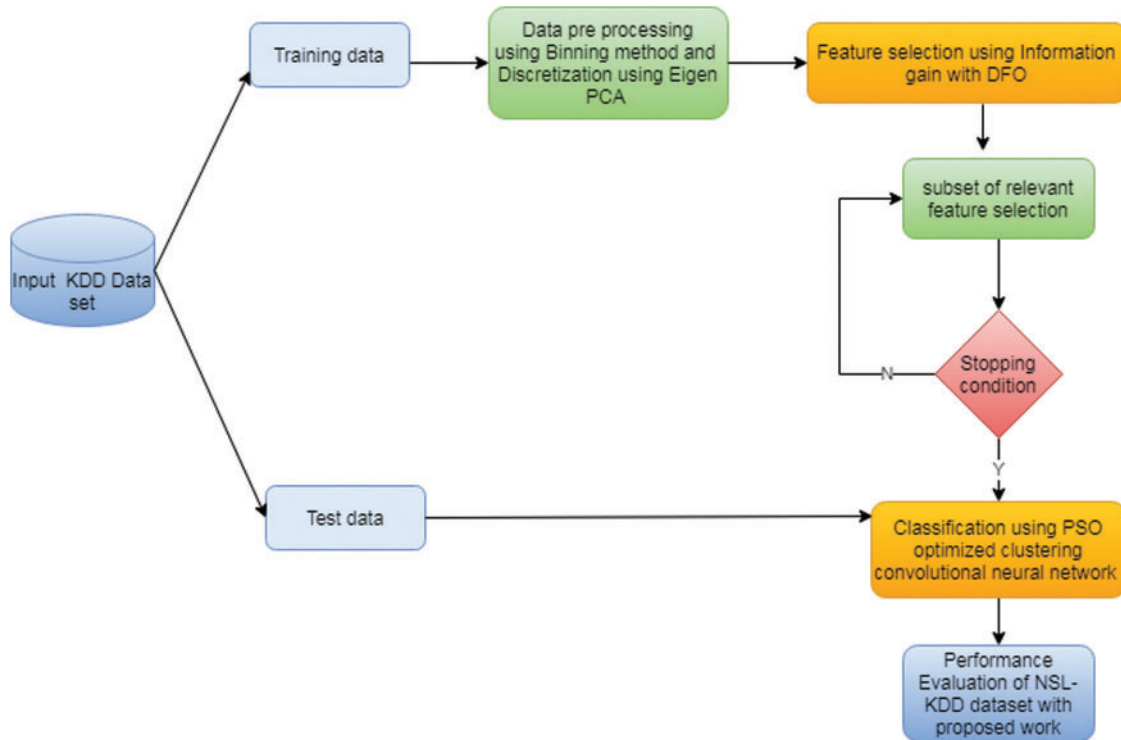 Training data
Data pre processing
using Binning method and
Discretization using Eigen
PCA
Feature selection using Information
gain with DFO
subset of relevant
feature selection
Input KDD Data
set
Stopping
condition
N
Y
Test data
Classification using PSO
optimized clustering
convolutional neural network
Performance
Evaluation of NSL-
KDD dataset with
proposed work